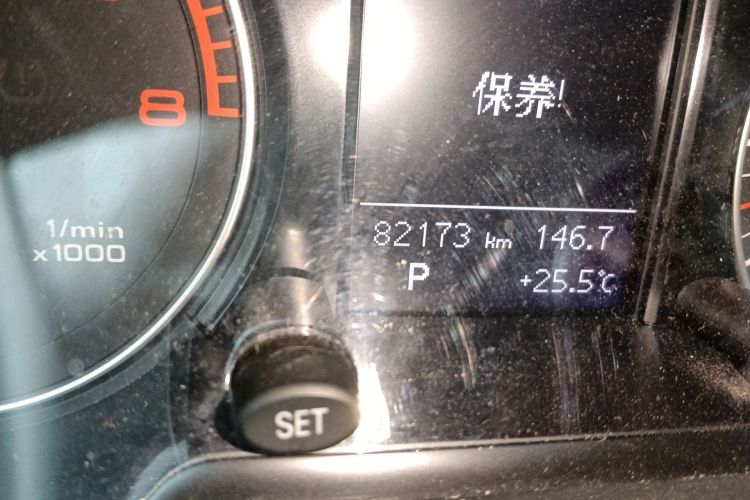 保养!
8
1/min
x1000
82173 km 146.7
P +25.5°C
SET